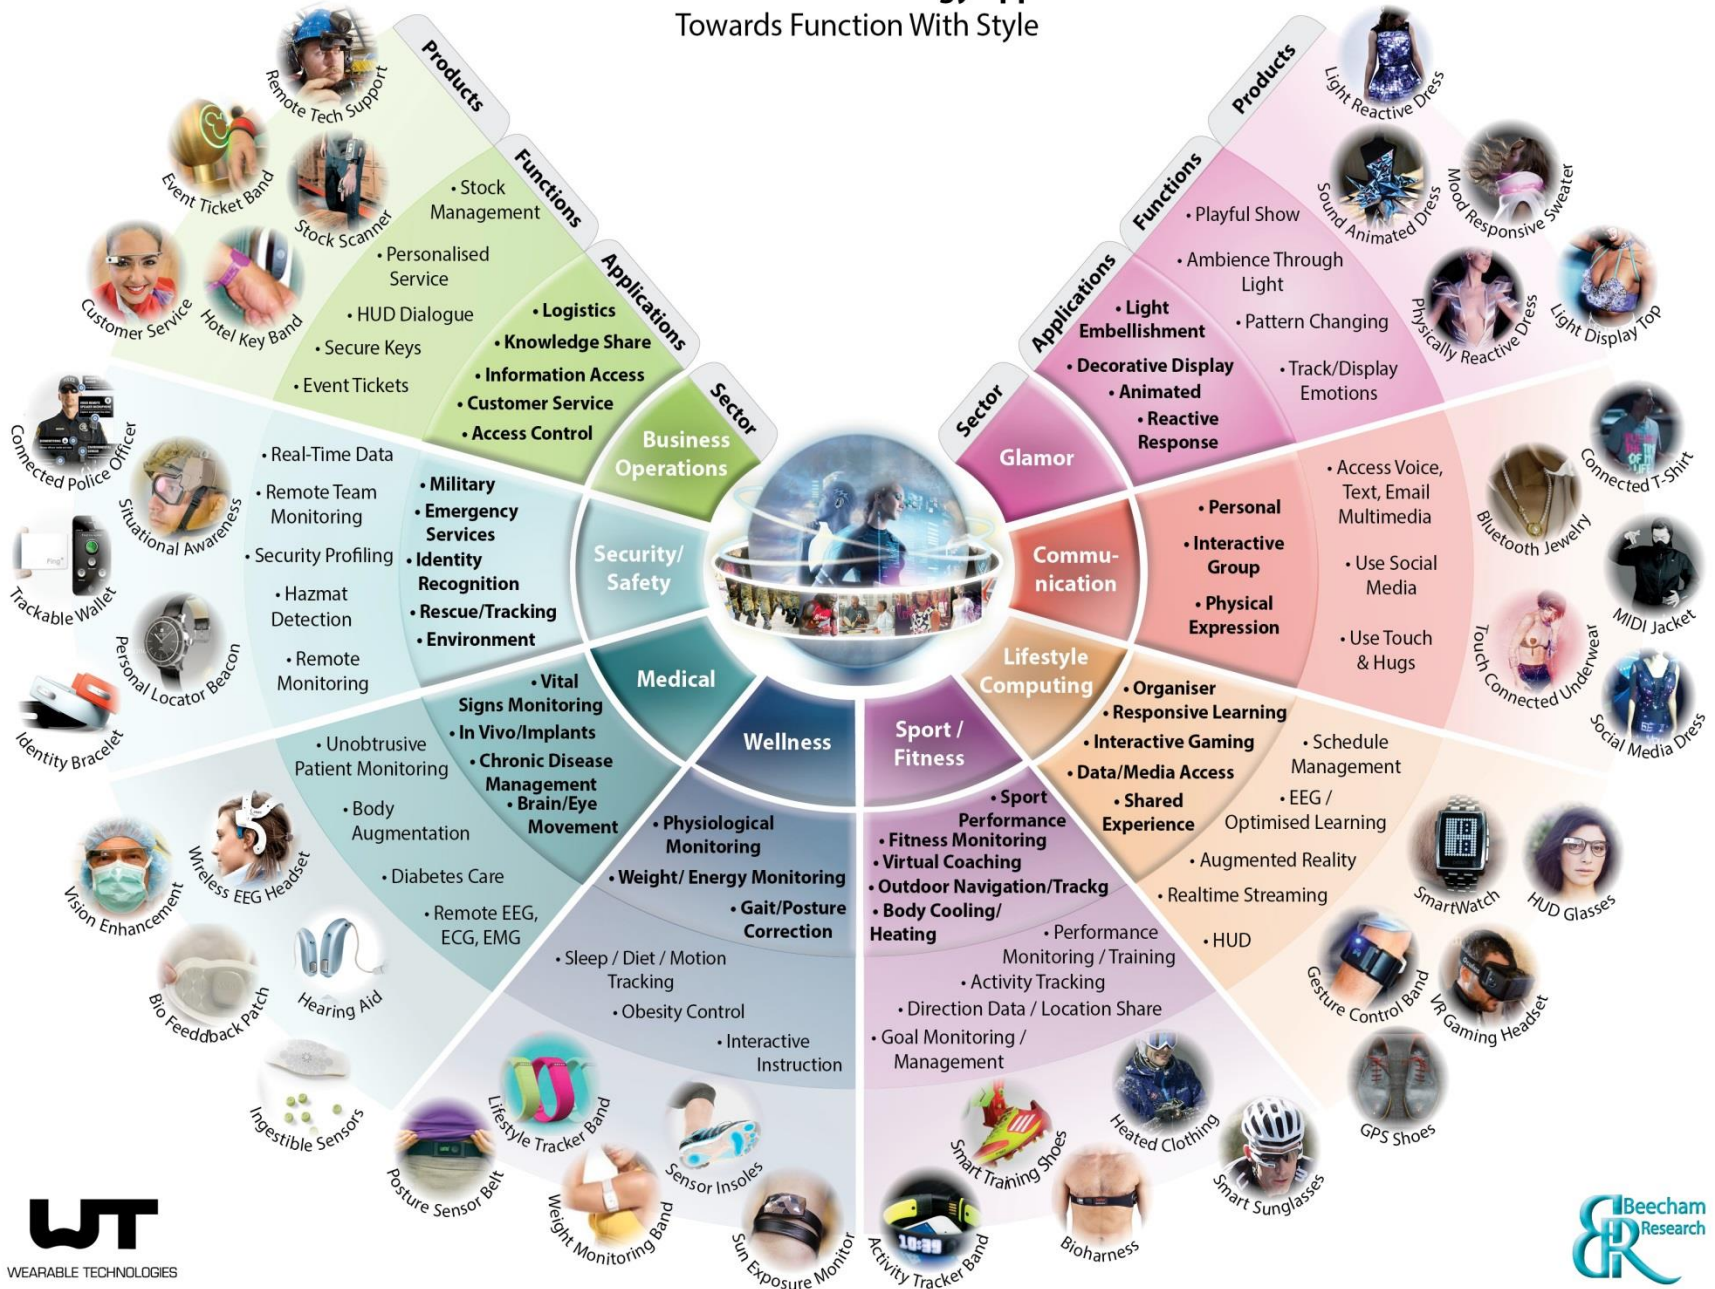 Towards Function With Style
Products
Functions
Applications
Sector
Business
Operations
• Logistics
• Knowledge Share
• Information Access
• Customer Service
• Access Control
• Stock
Management
• Personalised
Service
• HUD Dialogue
• Secure Keys
• Event Tickets
Remote Tech Support
Event Ticket Band
Stock Scanner
Customer Service
Hotel Key Band
Security/
Safety
• Military
• Emergency
Services
• Identity
Recognition
• Rescue/Tracking
• Environment
• Real-Time Data
• Remote Team
Monitoring
• Security Profiling
• Hazmat
Detection
• Remote
Monitoring
Connected Police Officer
Situational Awareness
Trackable Wallet
Personal Locator Beacon
Identity Bracelet
Medical
• Vital
Signs Monitoring
• In Vivo/Implants
• Chronic Disease
Management
• Brain/Eye
Movement
• Unobtrusive
Patient Monitoring
• Body
Augmentation
• Diabetes Care
• Remote EEG,
ECG, EMG
Vision Enhancement
Wireless EEG Headset
Bio Feeddback Patch
Hearing Aid
Ingestible Sensors
Wellness
• Physiological
Monitoring
• Weight/ Energy Monitoring
• Gait/Posture
Correction
• Sleep / Diet / Motion
Tracking
• Obesity Control
• Interactive
Instruction
Lifestyle Tracker Band
Posture Sensor Belt
Sensor Insoles
Weight Monitoring Band
Sun Exposure Monitor
Sport /
Fitness
• Sport
Performance
• Fitness Monitoring
• Virtual Coaching
• Outdoor Navigation/Trackg
• Body Cooling/
Heating
• Performance
Monitoring / Training
• Activity Tracking
• Direction Data / Location Share
• Goal Monitoring /
Management
Smart Training Shoes
Heated Clothing
Activity Tracker Band
10:39
Bioharness
Smart Sunglasses
Lifestyle
Computing
• Organiser
• Responsive Learning
• Interactive Gaming
• Data/Media Access
• Shared
Experience
• Schedule
Management
• EEG /
Optimised Learning
• Augmented Reality
• Realtime Streaming
• HUD
SmartWatch
HUD Glasses
Gesture Control Band
VR Gaming Headset
GPS Shoes
Commu-
nication
• Personal
• Interactive
Group
• Physical
Expression
• Access Voice,
Text, Email
Multimedia
• Use Social
Media
• Use Touch
& Hugs
Connected T-Shirt
Bluetooth Jewelry
MIDI Jacket
Touch Connected Underwear
Social Media Dress
Products
Functions
Applications
Sector
Glamor
• Light
Embellishment
• Decorative Display
• Animated
• Reactive
Response
• Playful Show
• Ambience Through
Light
• Pattern Changing
• Track/Display
Emotions
Light Reactive Dress
Sound Animated Dress
Mood Responsive Sweater
Physically Reactive Dress
Light Display Top
WT
WEARABLE TECHNOLOGIES
BR
Beecham
Research